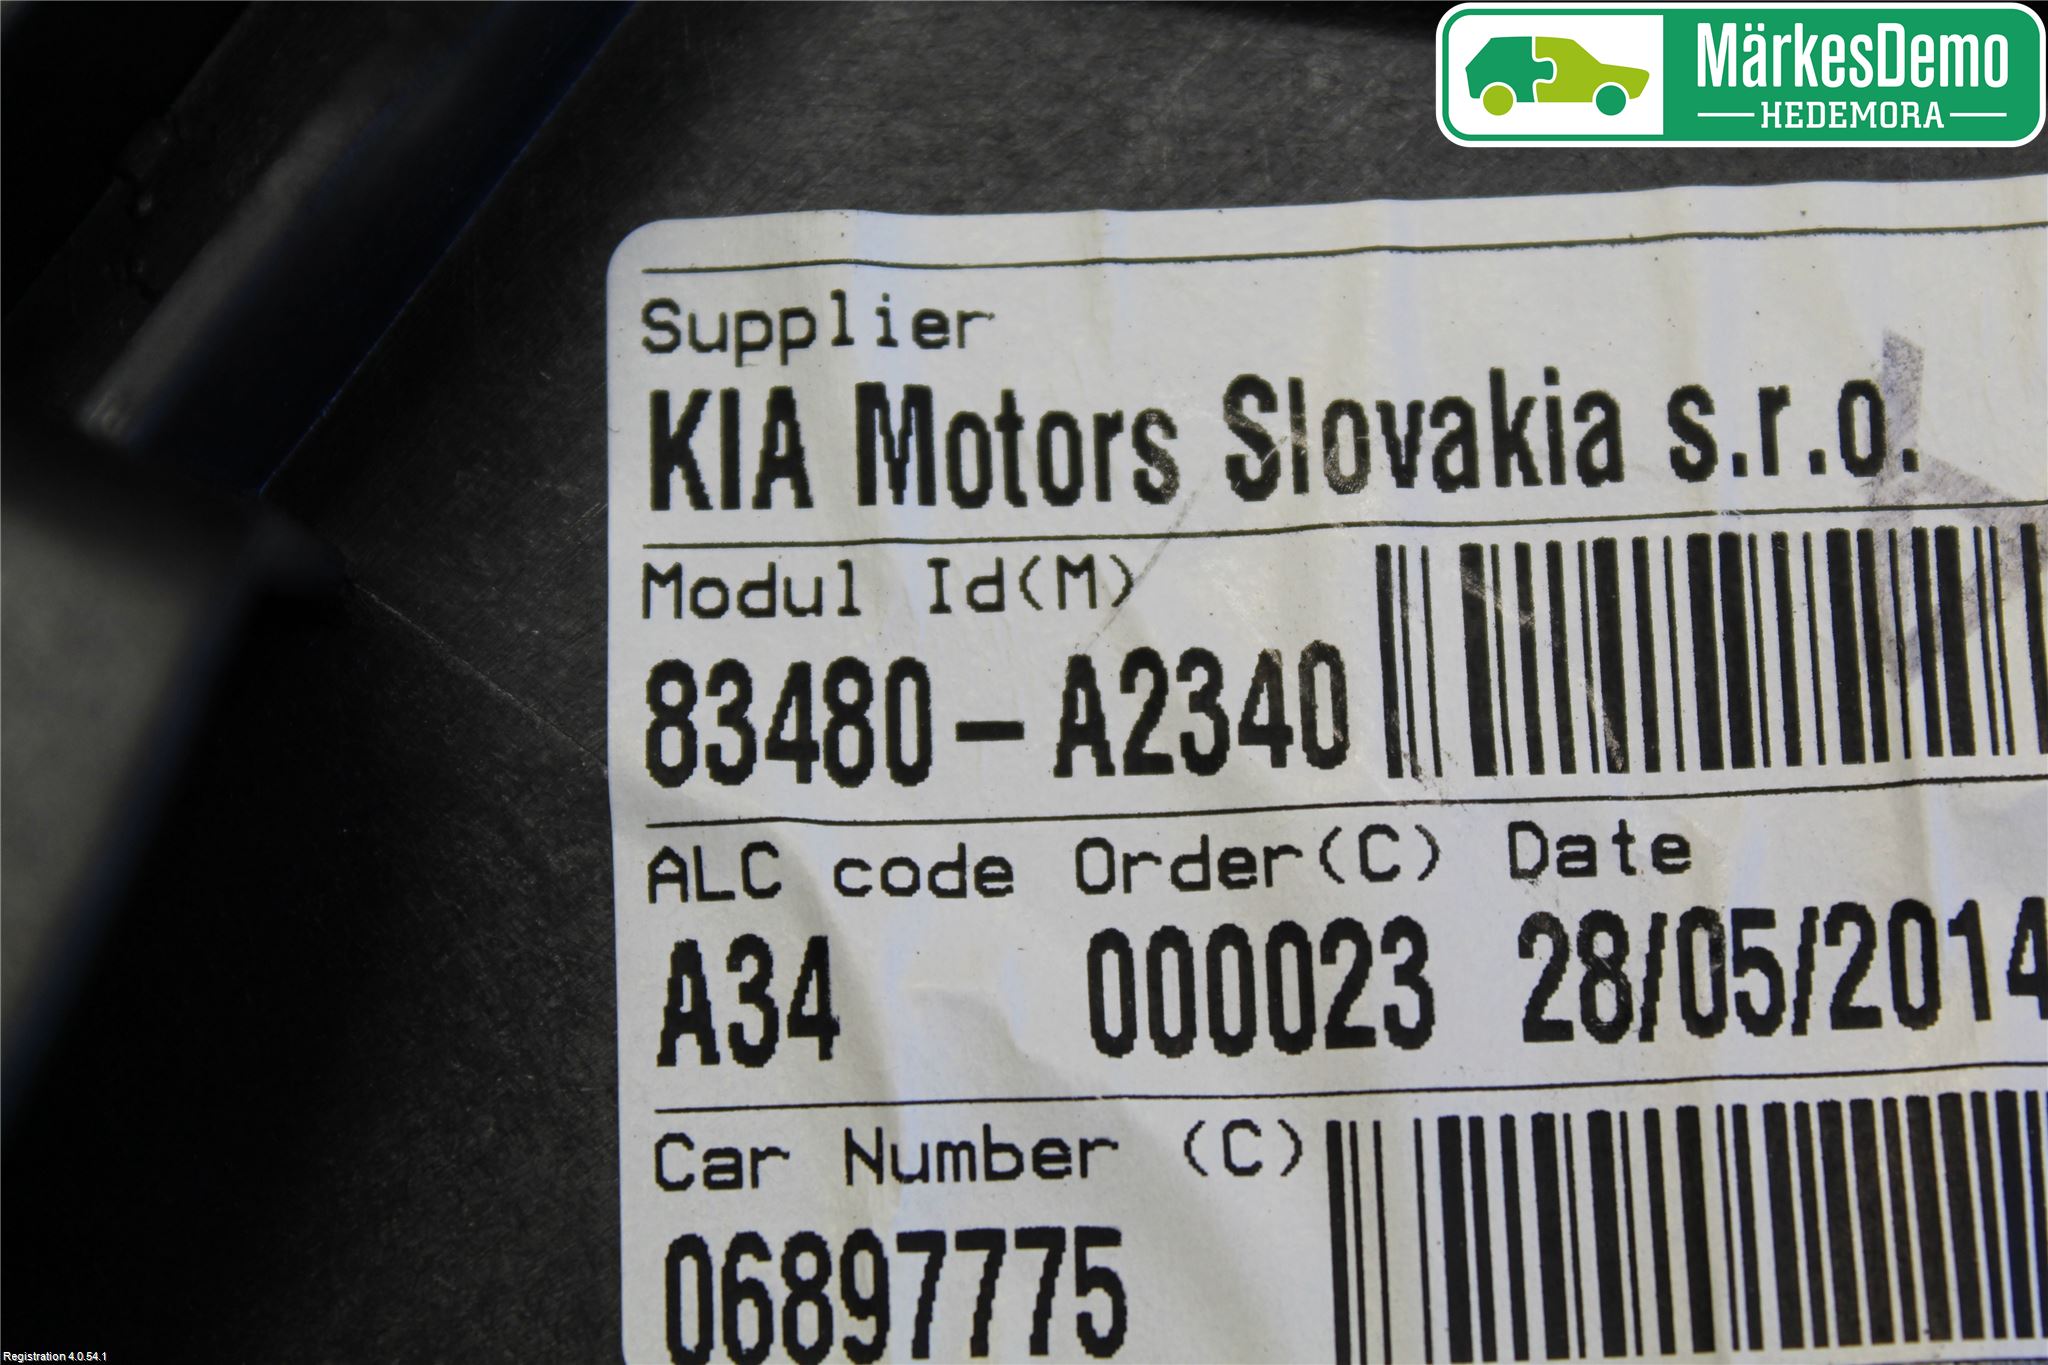 MärkesDemo
HEDEMORA
Supplier
KIA Motors Slovakia s.r.o.
Modul Id(M)
83480-A2340
ALC code Order(C) Date
A34 000023 28/05/2014
Car Number (C)
06897775
Registration 4.0.54.1